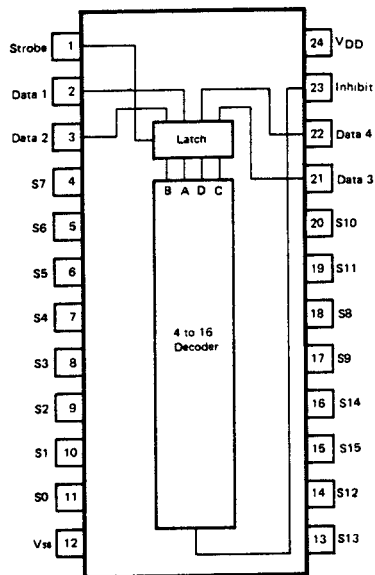 Strobe 1
Data 1 2
Data 2 3
S7 4
S6 5
S5 6
S4 7
S3 8
S2 9
S1 10
S0 11
Vss 12
Latch
B A D C
4 to 16
Decoder
24 VDD
23 Inhibit
22 Data 4
21 Data 3
20 S10
19 S11
18 S8
17 S9
16 S14
15 S15
14 S12
13 S13